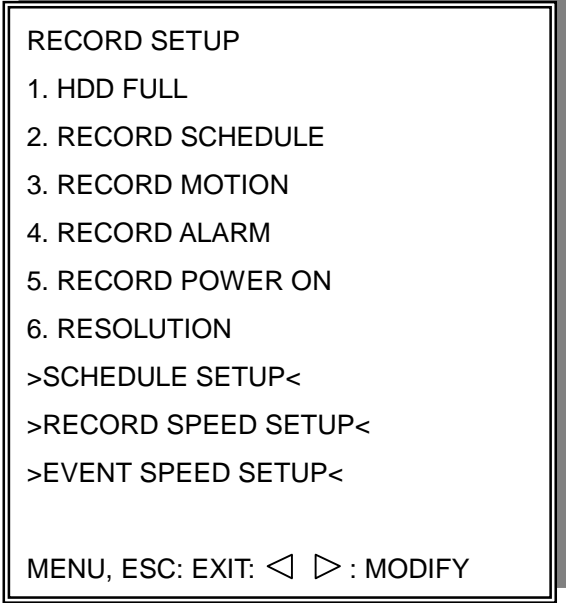 RECORD SETUP
1. HDD FULL
2. RECORD SCHEDULE
3. RECORD MOTION
4. RECORD ALARM
5. RECORD POWER ON
6. RESOLUTION
>SCHEDULE SETUP<
>RECORD SPEED SETUP<
>EVENT SPEED SETUP<
MENU, ESC: EXIT: ◁ ▷ : MODIFY